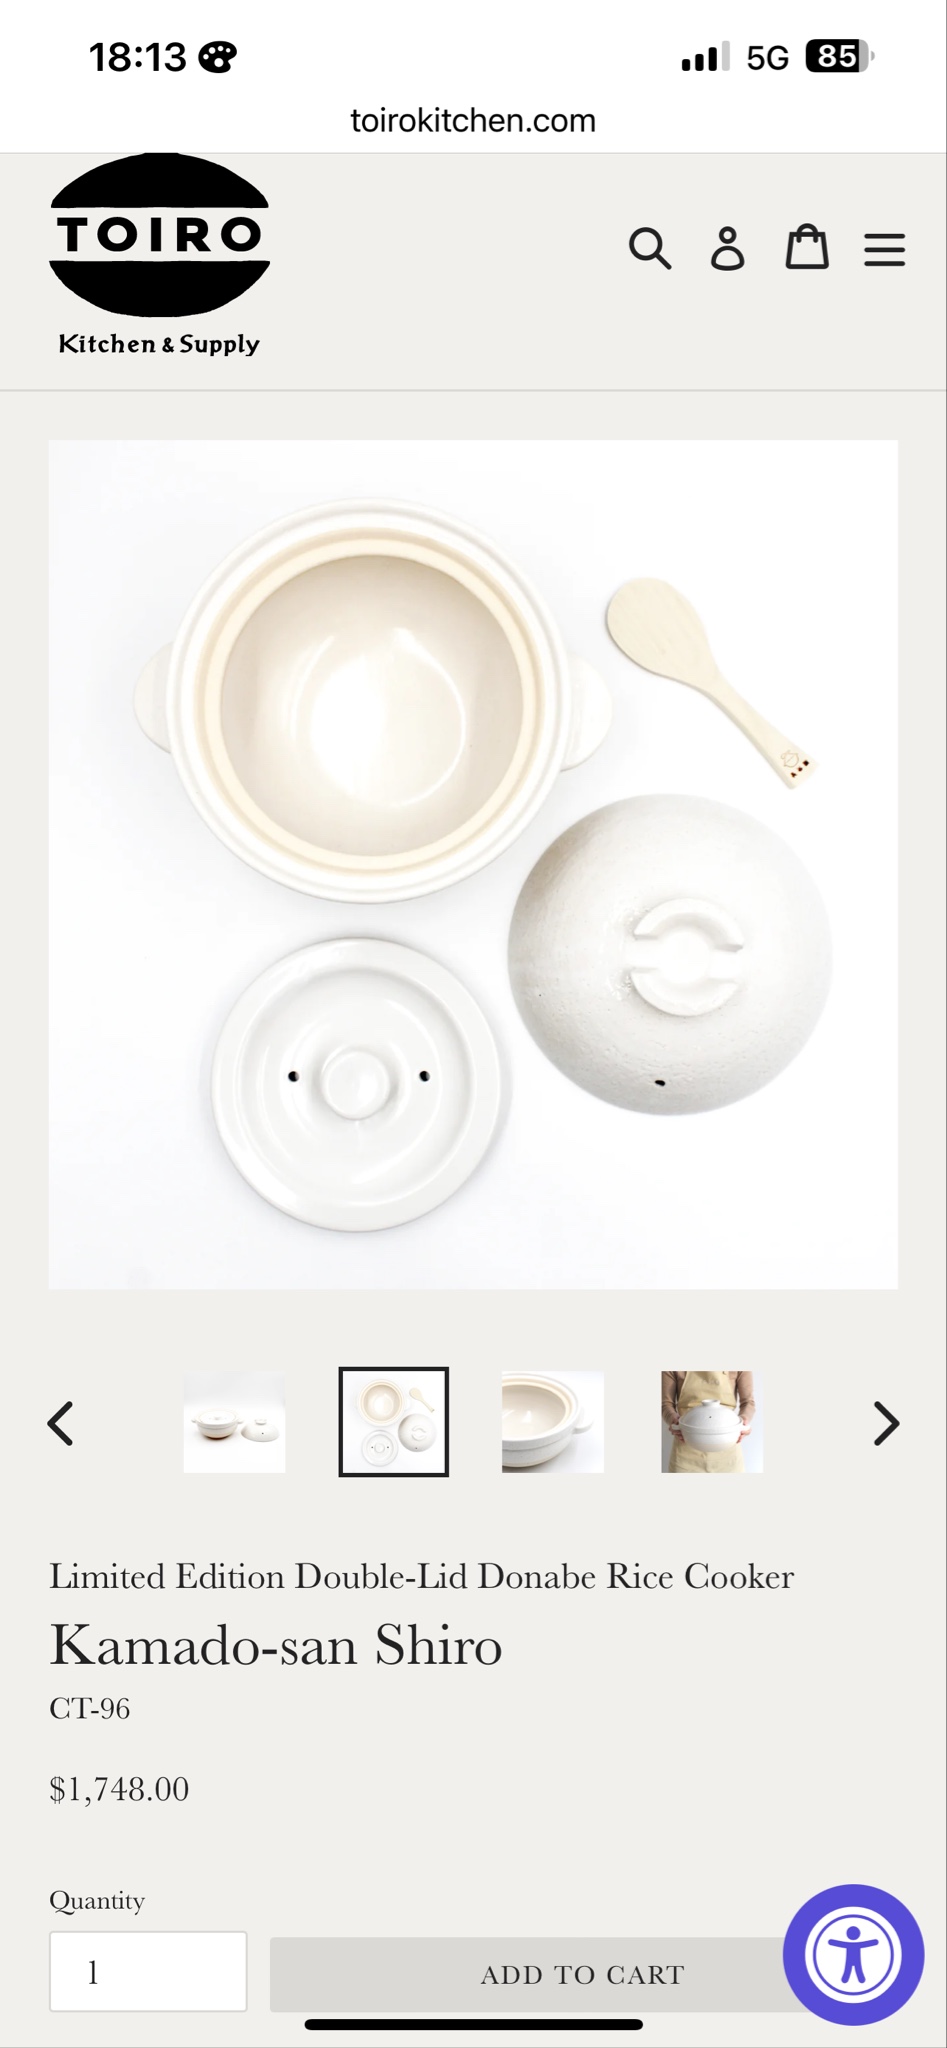 18:13
5G
85
toirokitchen.com
TOIRO
Kitchen & Supply
Limited Edition Double-Lid Donabe Rice Cooker
Kamado-san Shiro
CT-96
$1,748.00
Quantity
1
ADD TO CART